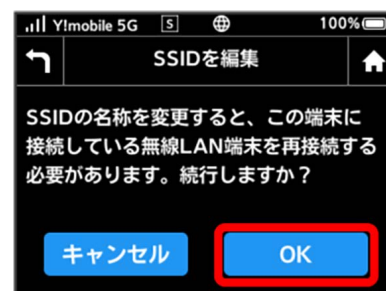 Y!mobile 5G S 100%
SSIDを編集
SSIDの名称を変更すると、この端末に
接続している無線LAN端末を再接続する
必要があります。続行しますか？
キャンセル OK